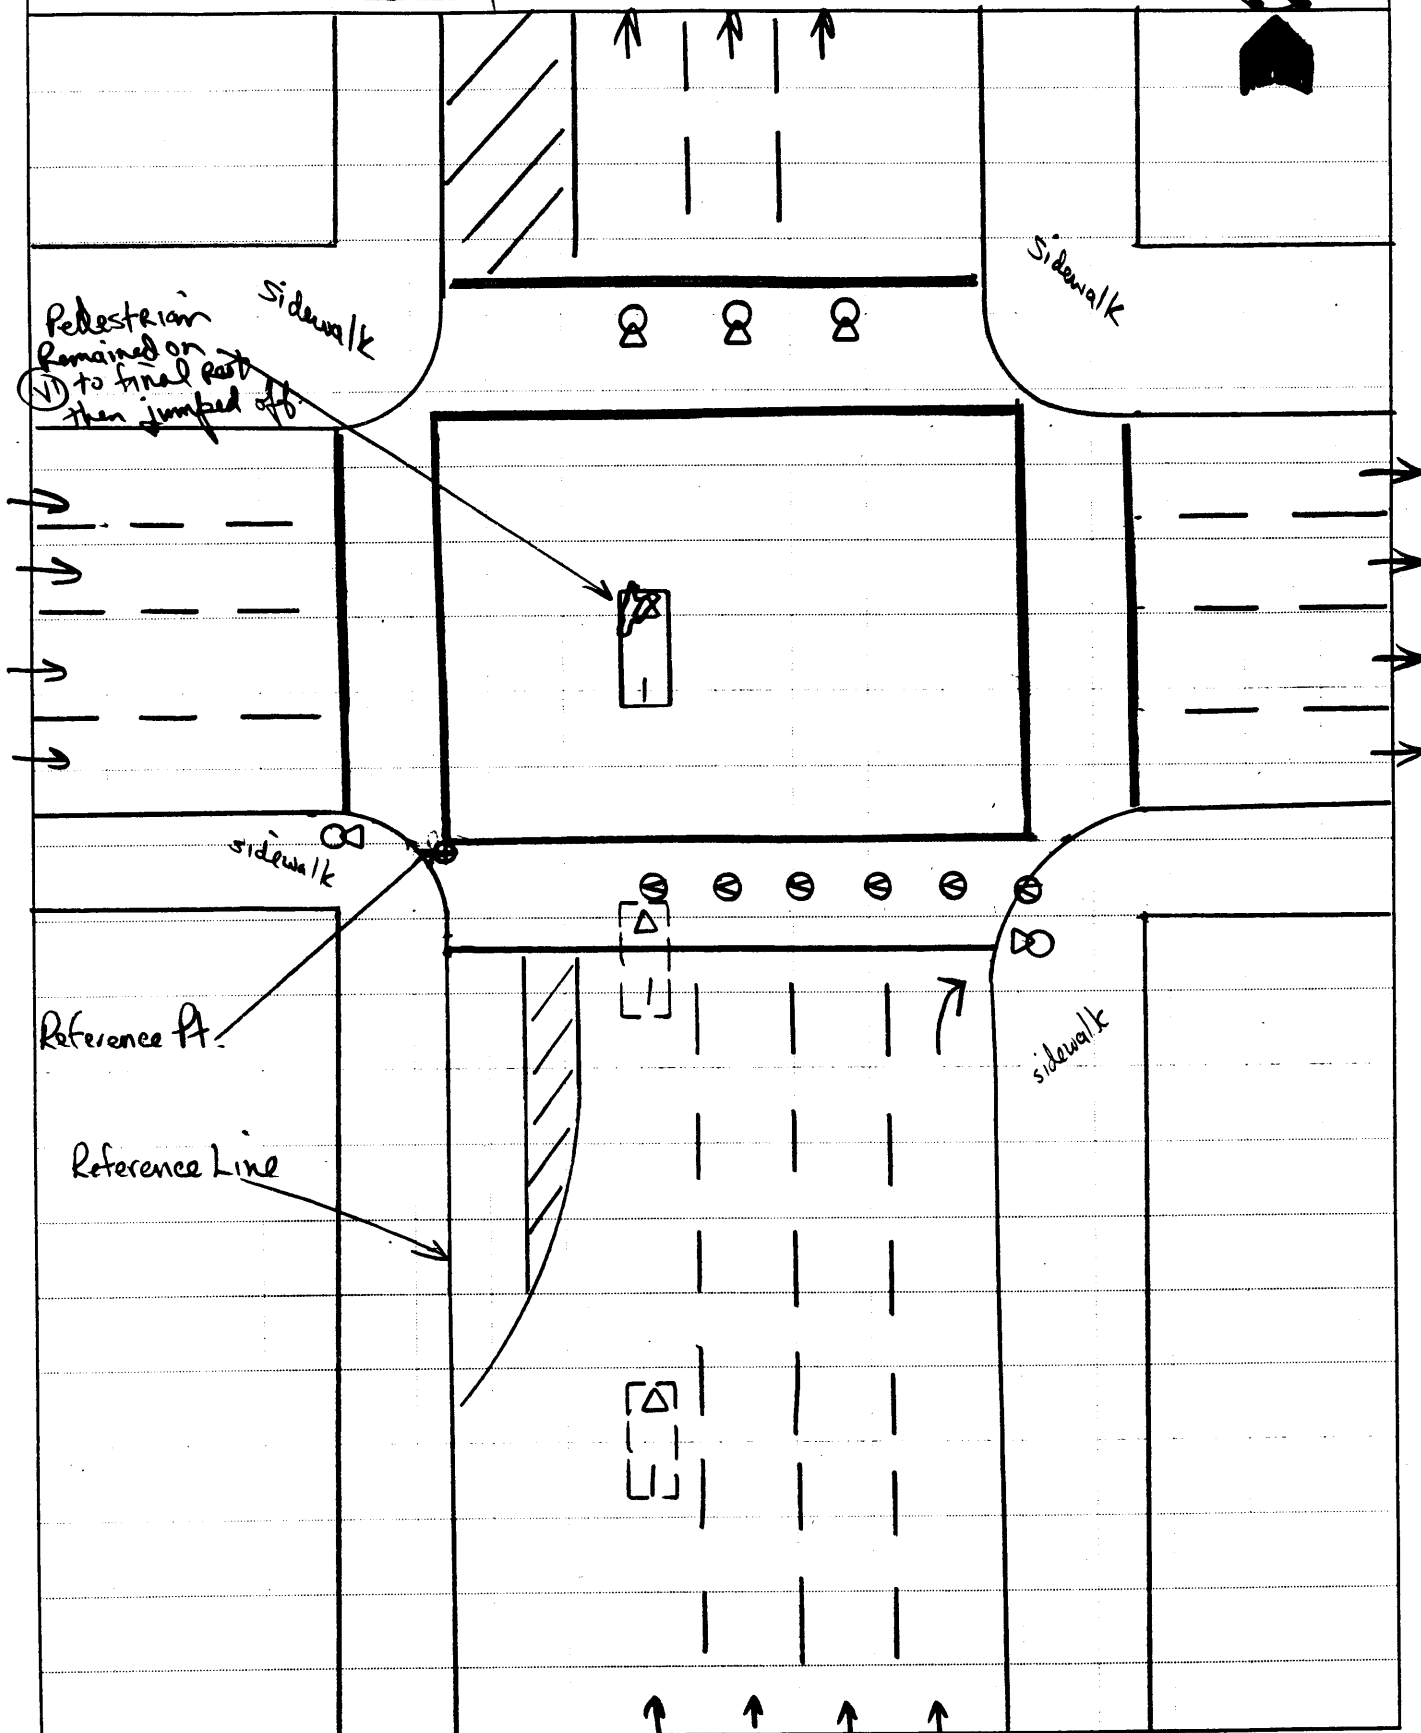 Sidewalk
Sidewalk
Pedestrian
Remained on
V1 to final rest
then jumped off.
sidewalk
sidewalk
Reference Pt.
Reference Line